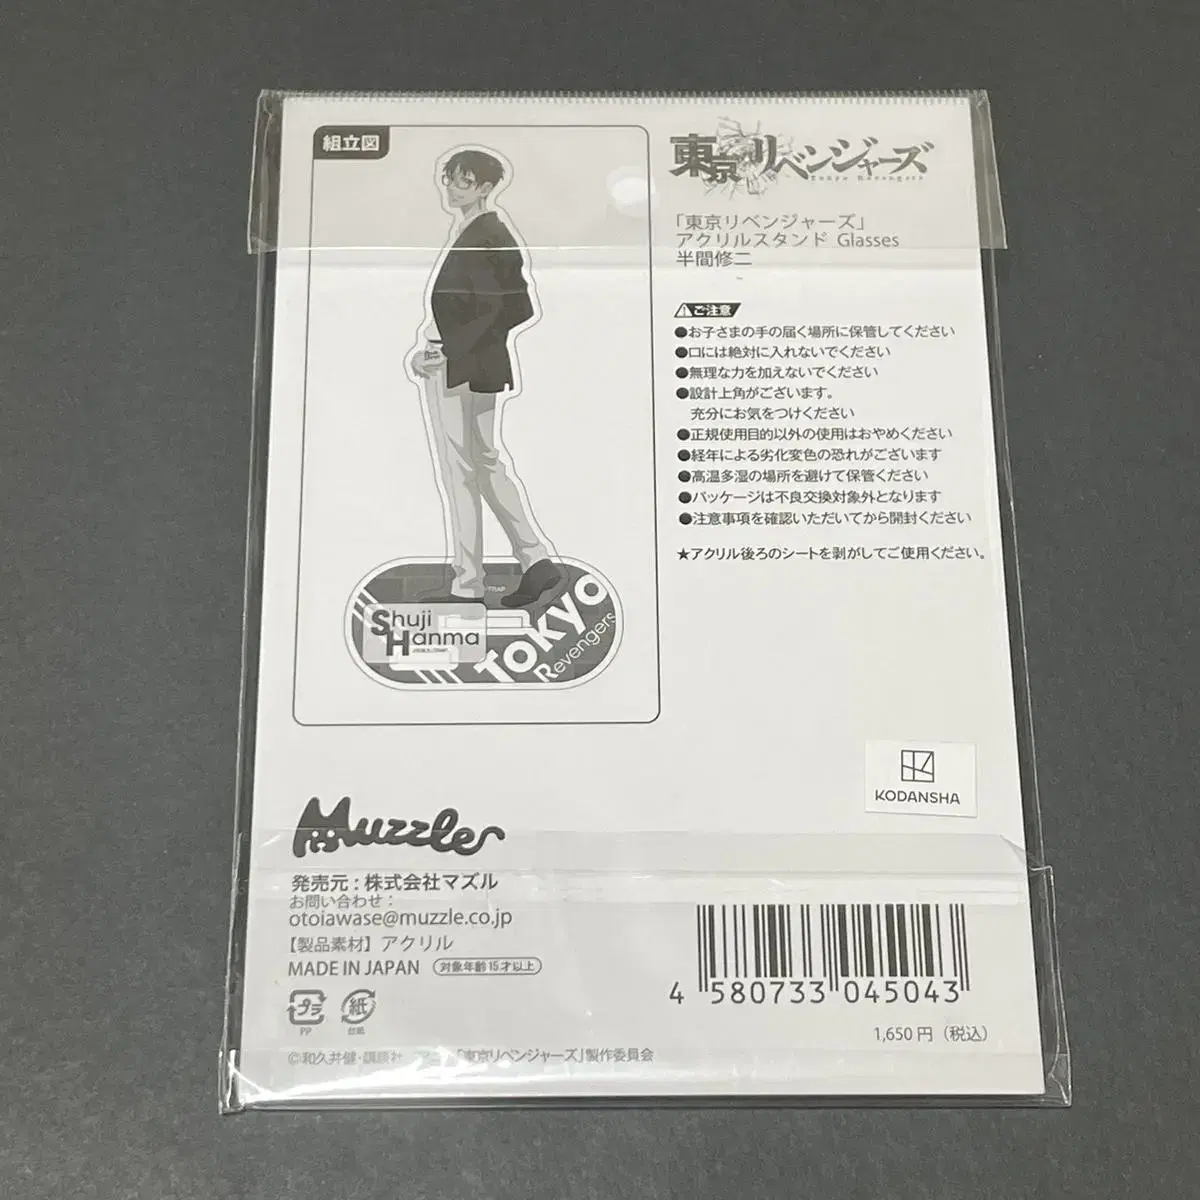 組立図
東京リベンジャーズ
Tokyo Revengers
「東京リベンジャーズ」
アクリルスタンド Glasses
半間修二
ご注意
●お子さまの手の届く場所に保管してください
●口には絶対に入れないでください
●無理な力を加えないでください
●設計上角がございます。
充分にお気をつけください
●正規使用目的以外の使用はおやめください
●経年による劣化変色の恐れがございます
●高温多湿の場所を避けて保管ください
●パッケージは不良交換対象外となります
●注意事項を確認いただいてから開封ください
★アクリル後ろのシートを剥がしてご使用ください。
Shuji
Hanma
TOKYO
Revengers
KODANSHA
Muzzle
発売元：株式会社マズル
お問い合わせ：
otoiawase@muzzle.co.jp
【製品素材】アクリル
MADE IN JAPAN 対象年齢15才以上
プラ 紙
PP 台紙
©和久井健・講談社 「東京リベンジャーズ」製作委員会
4 580733 045043
1,650円（税込）